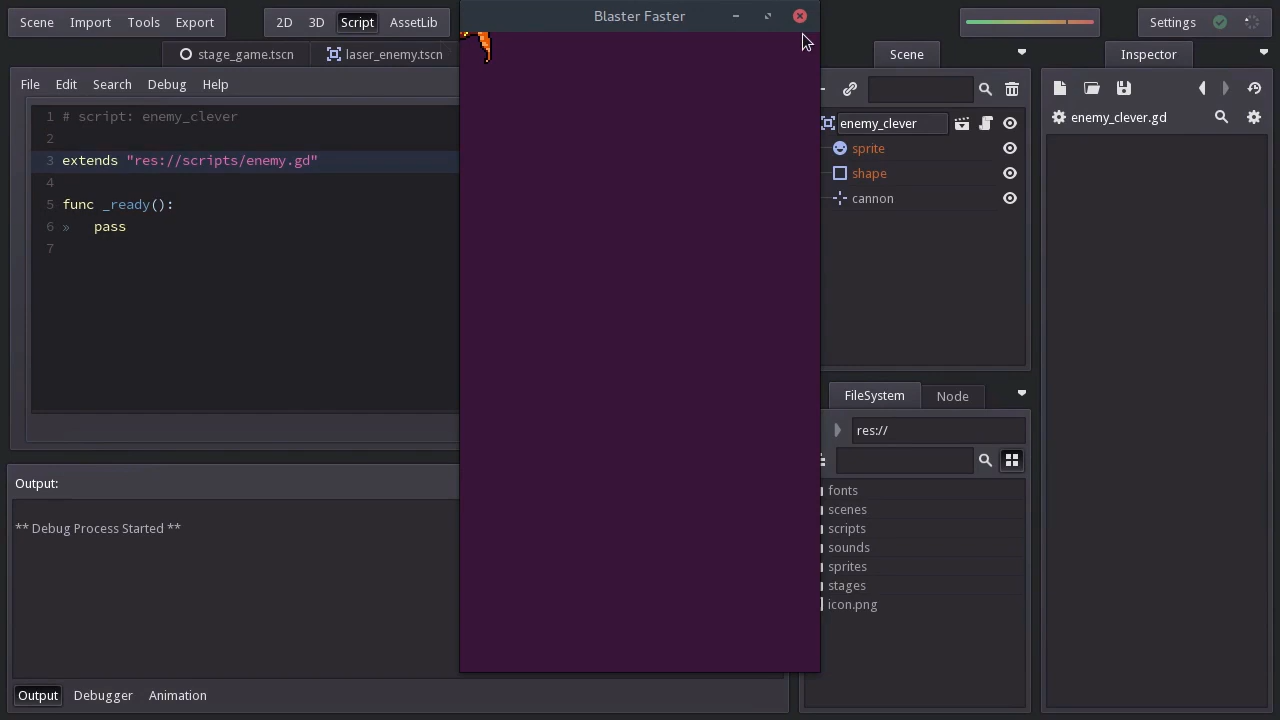 Scene Import Tools Export 2D 3D Script AssetLib Blaster Faster Settings
stage_game.tscn laser_enemy.tscn Scene Inspector
File Edit Search Debug Help
1 # script: enemy_clever
2
3 extends "res://scripts/enemy.gd"
4
5 func _ready():
6 » pass
7
enemy_clever
sprite
shape
cannon
enemy_clever.gd
FileSystem Node
res://
fonts
scenes
scripts
sounds
sprites
stages
icon.png
Output:
** Debug Process Started **
Output Debugger Animation